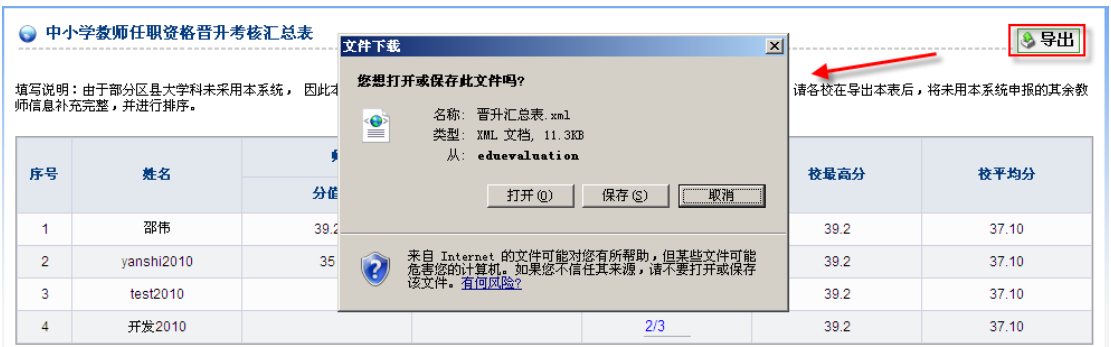 中小学教师任职资格晋升考核汇总表
导出
填写说明：由于部分区县大学科未采用本系统， 因此本
请各校在导出本表后，将未用本系统申报的其余教
师信息补充完整，并进行排序。
文件下载
您想打开或保存此文件吗?
名称: 晋升汇总表.xml
类型: XML 文档, 11.3KB
从: eduevaluation
打开(O) 保存(S) 取消
来自 Internet 的文件可能对您有所帮助，但某些文件可能
危害您的计算机。如果您不信任其来源，请不要打开或保存
该文件。有何风险?
序号 姓名 校最高分 校平均分
分值
1 邵伟 39.2 39.2 37.10
2 yanshi2010 35 39.2 37.10
3 test2010 39.2 37.10
4 开发2010 2/3 39.2 37.10